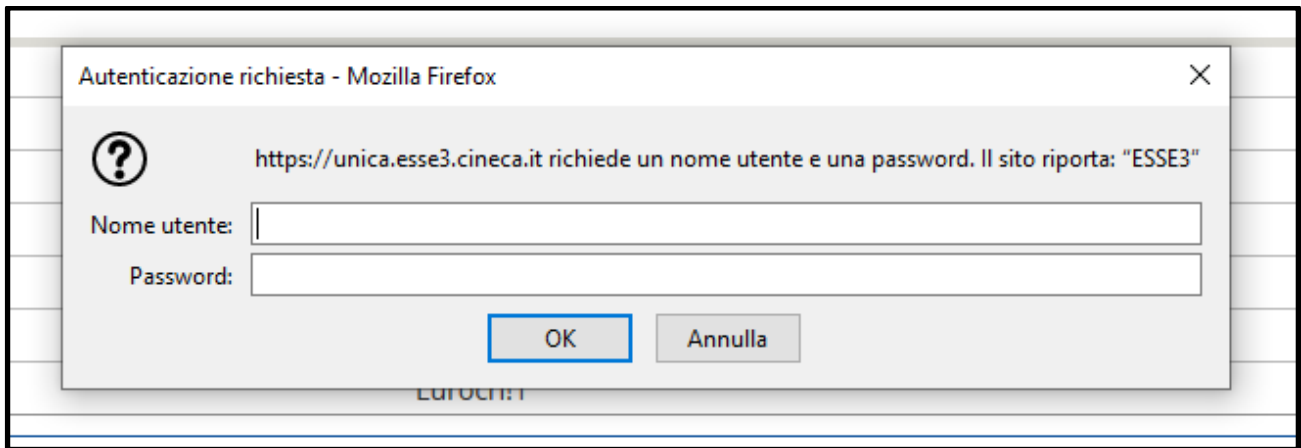 Autenticazione richiesta - Mozilla Firefox
https://unica.esse3.cineca.it richiede un nome utente e una password. Il sito riporta: “ESSE3”
Nome utente:
Password:
OK Annulla